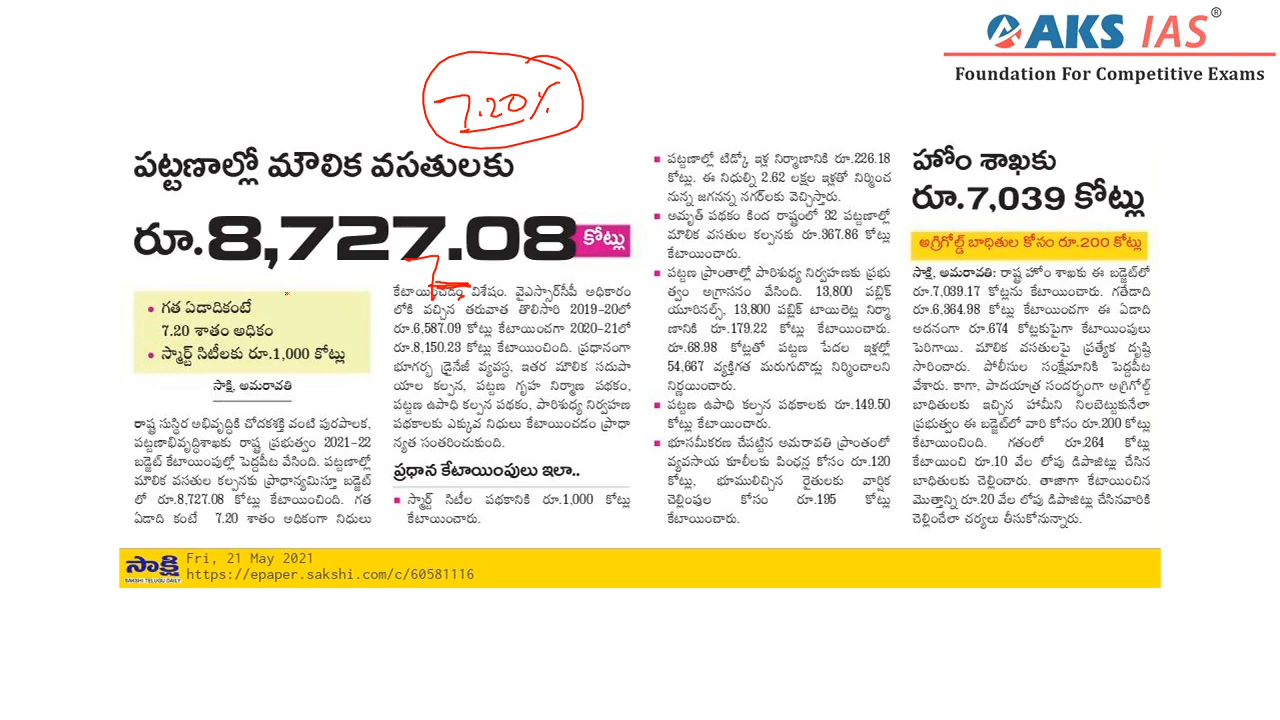 AKS IAS®
Foundation For Competitive Exams
7.20%
పట్టణాల్లో మౌలిక వసతులకు
రూ.8,727.08 కోట్లు
• గత ఏడాదికంటే
7.20 శాతం అధికం
• స్మార్ట్ సిటీలకు రూ.1,000 కోట్లు
సాక్షి, అమరావతి
రాష్ట్ర సుస్థిర అభివృద్ధికి చోదకశక్తి వంటి పురపాలక,
పట్టణాభివృద్ధిశాఖకు రాష్ట్ర ప్రభుత్వం 2021–22
బడ్జెట్ కేటాయింపుల్లో పెద్దపీట వేసింది. పట్టణాల్లో
మౌలిక వసతుల కల్పనకు ప్రాధాన్యమిస్తూ బడ్జెట్
లో రూ.8,727.08 కోట్లు కేటాయించింది. గత
ఏడాది కంటే 7.20 శాతం అధికంగా నిధులు
కేటాయించడం విశేషం. వైఎస్సార్‌సీపీ అధికారం
లోకి వచ్చిన తరువాత తొలిసారి 2019–20లో
రూ.6,587.09 కోట్లు కేటాయించగా 2020–21లో
రూ.8,150.23 కోట్లు కేటాయించింది. ప్రధానంగా
భూగర్భ డ్రైనేజీ వ్యవస్థ, ఇతర మౌలిక సదుపా
యాల కల్పన, పట్టణ గృహ నిర్మాణ పథకం,
పట్టణ ఉపాధి కల్పన పథకం, పారిశుధ్య నిర్వహణ
పథకాలకు ఎక్కువ నిధులు కేటాయించడం ప్రాధా
న్యత సంతరించుకుంది.
ప్రధాన కేటాయింపులు ఇలా..
■ స్మార్ట్ సిటీల పథకానికి రూ.1,000 కోట్లు
కేటాయించారు.
■ పట్టణాల్లో టిడ్కో ఇళ్ల నిర్మాణానికి రూ.226.18
కోట్లు. ఈ నిధుల్ని 2.62 లక్షల ఇళ్లతో నిర్మించ
నున్న జగనన్న నగర్‌లకు వెచ్చిస్తారు.
■ అమృత్ పథకం కింద రాష్ట్రంలో 32 పట్టణాల్లో
మౌలిక వసతుల కల్పనకు రూ.367.86 కోట్లు
కేటాయించారు.
■ పట్టణ ప్రాంతాల్లో పారిశుధ్య నిర్వహణకు ప్రభు
త్వం అగ్రాసనం వేసింది. 13,800 పబ్లిక్
యూరినల్స్, 13,800 పబ్లిక్ టాయిలెట్ల నిర్మా
ణానికి రూ.179.22 కోట్లు కేటాయించారు.
రూ.68.98 కోట్లతో పట్టణ పేదల ఇళ్లల్లో
54,667 వ్యక్తిగత మరుగుదొడ్లు నిర్మించాలని
నిర్ణయించారు.
■ పట్టణ ఉపాధి కల్పన పథకాలకు రూ.149.50
కోట్లు కేటాయించారు.
■ భూసమీకరణ చేపట్టిన అమరావతి ప్రాంతంలో
వ్యవసాయ కూలీలకు పింఛన్ల కోసం రూ.120
కోట్లు, భూములిచ్చిన రైతులకు వార్షిక
చెల్లింపుల కోసం రూ.195 కోట్లు
కేటాయించారు.
హోం శాఖకు
రూ.7,039 కోట్లు
అగ్రిగోల్డ్ బాధితుల కోసం రూ.200 కోట్లు
సాక్షి, అమరావతి: రాష్ట్ర హోం శాఖకు ఈ బడ్జెట్‌లో
రూ.7,039.17 కోట్లను కేటాయించారు. గతేడాది
రూ.6,364.98 కోట్లు కేటాయించగా ఈ ఏడాది
అదనంగా రూ.674 కోట్లకుపైగా కేటాయింపులు
పెరిగాయి. మౌలిక వసతులపై ప్రత్యేక దృష్టి
సారించారు. పోలీసుల సంక్షేమానికి పెద్దపీట
వేశారు. కాగా, పాదయాత్ర సందర్భంగా అగ్రిగోల్డ్
బాధితులకు ఇచ్చిన హామీని నిలబెట్టుకునేలా
ప్రభుత్వం ఈ బడ్జెట్‌లో వారి కోసం రూ.200 కోట్లు
కేటాయించింది. గతంలో రూ.264 కోట్లు
కేటాయించి రూ.10 వేల లోపు డిపాజిట్లు చేసిన
బాధితులకు చెల్లించారు. తాజాగా కేటాయించిన
మొత్తాన్ని రూ.20 వేల లోపు డిపాజిట్లు చేసినవారికి
చెల్లించేలా చర్యలు తీసుకోనున్నారు.
సాక్షి
SAKSHI TELUGU DAILY
Fri, 21 May 2021
https://epaper.sakshi.com/c/60581116